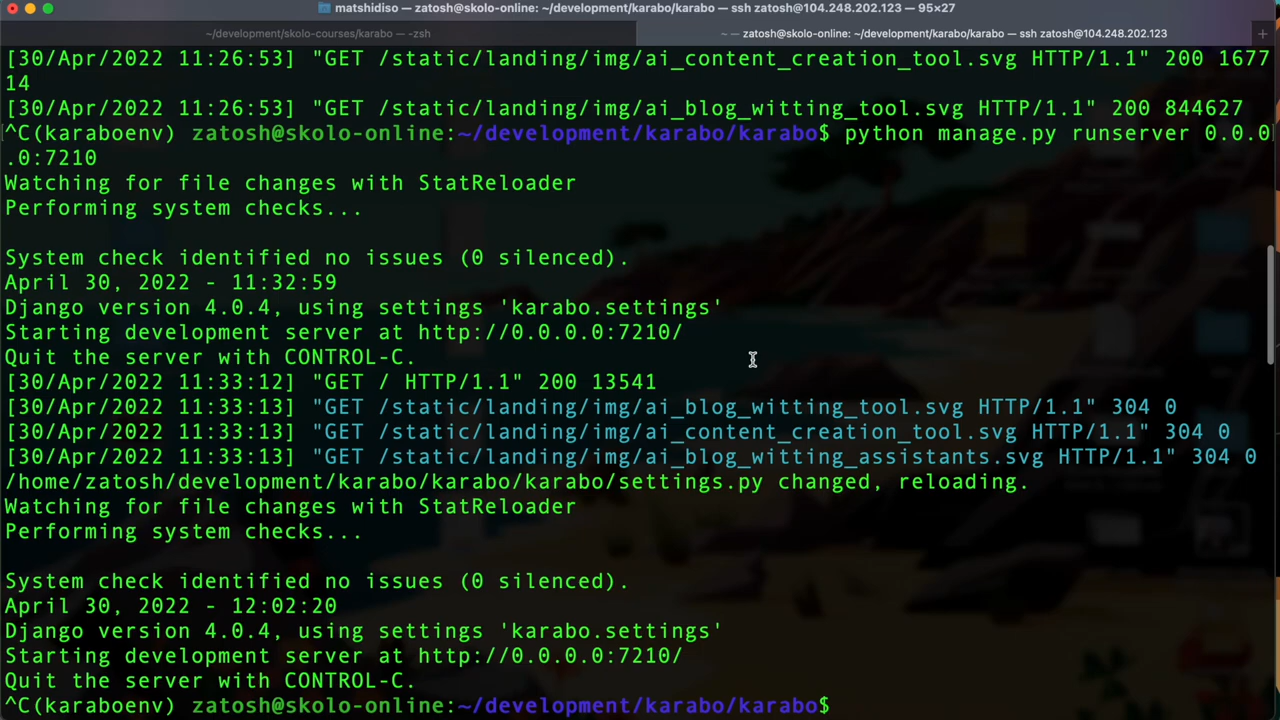 matshidiso — zatosh@skolo-online: ~/development/karabo/karabo — ssh zatosh@104.248.202.123 — 95×27
~/development/skolo-courses/karabo — -zsh
~ — zatosh@skolo-online: ~/development/karabo/karabo — ssh zatosh@104.248.202.123
[30/Apr/2022 11:26:53] "GET /static/landing/img/ai_content_creation_tool.svg HTTP/1.1" 200 1677
14
[30/Apr/2022 11:26:53] "GET /static/landing/img/ai_blog_witting_tool.svg HTTP/1.1" 200 844627
^C(karaboenv) zatosh@skolo-online:~/development/karabo/karabo$ python manage.py runserver 0.0.0
.0:7210
Watching for file changes with StatReloader
Performing system checks...
System check identified no issues (0 silenced).
April 30, 2022 - 11:32:59
Django version 4.0.4, using settings 'karabo.settings'
Starting development server at http://0.0.0.0:7210/
Quit the server with CONTROL-C.
[30/Apr/2022 11:33:12] "GET / HTTP/1.1" 200 13541
[30/Apr/2022 11:33:13] "GET /static/landing/img/ai_blog_witting_tool.svg HTTP/1.1" 304 0
[30/Apr/2022 11:33:13] "GET /static/landing/img/ai_content_creation_tool.svg HTTP/1.1" 304 0
[30/Apr/2022 11:33:13] "GET /static/landing/img/ai_blog_witting_assistants.svg HTTP/1.1" 304 0
/home/zatosh/development/karabo/karabo/karabo/settings.py changed, reloading.
Watching for file changes with StatReloader
Performing system checks...
System check identified no issues (0 silenced).
April 30, 2022 - 12:02:20
Django version 4.0.4, using settings 'karabo.settings'
Starting development server at http://0.0.0.0:7210/
Quit the server with CONTROL-C.
^C(karaboenv) zatosh@skolo-online:~/development/karabo/karabo$